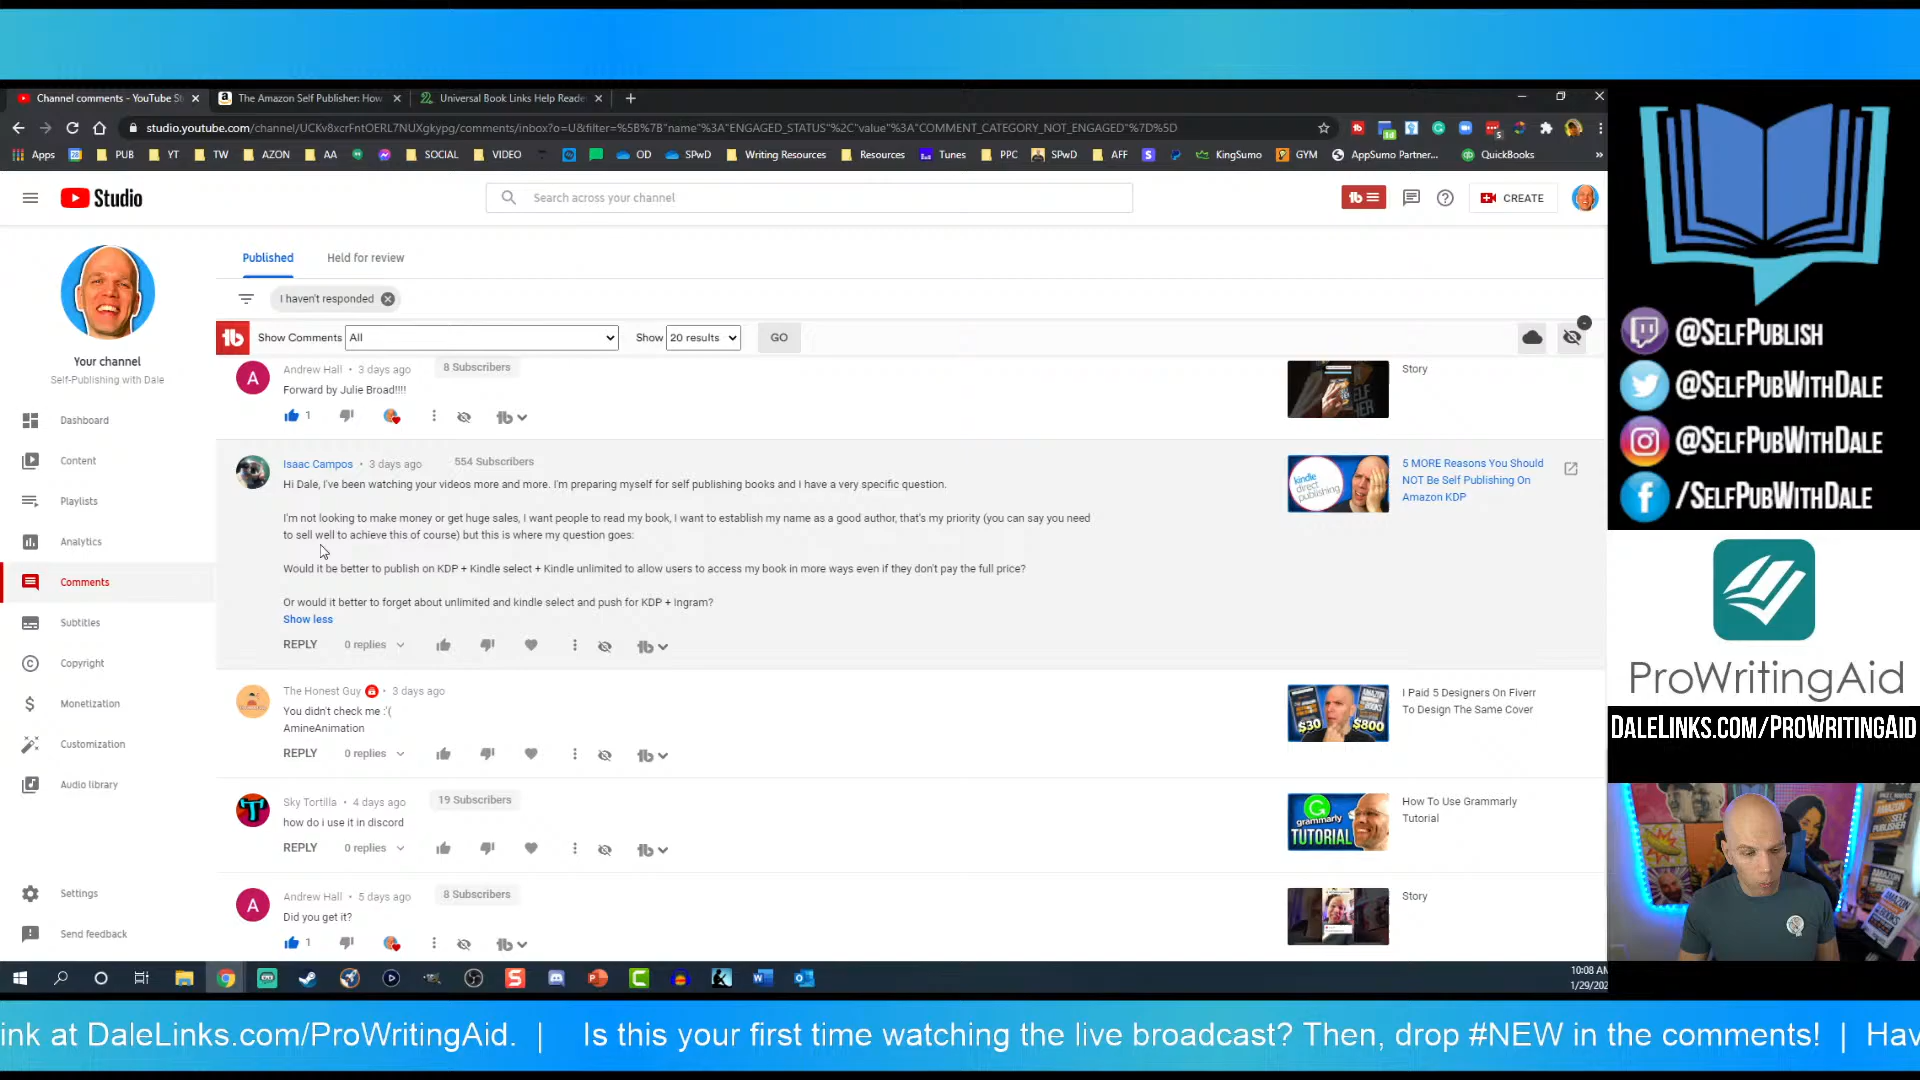 Channel comments - YouTube St
The Amazon Self Publisher: How
Universal Book Links Help Reade
studio.youtube.com/channel/UCKv8xcrFntOERL7NUXgkypg/comments/inbox?o=U&filter=%5B%7B"name"%3A"ENGAGED_STATUS"%2C"value"%3A"COMMENT_CATEGORY_NOT_ENGAGED"%7D%5D
Apps PUB YT TW AZON AA SOCIAL VIDEO OD SPwD Writing Resources Resources Tunes PPC SPwD AFF KingSumo GYM AppSumo Partner... QuickBooks »
Studio
Search across your channel
CREATE
Your channel
Self-Publishing with Dale
Dashboard
Content
Playlists
Analytics
Comments
Subtitles
Copyright
Monetization
Customization
Audio library
Settings
Send feedback
Published Held for review
I haven't responded
Show Comments All Show 20 results GO
Andrew Hall • 3 days ago 8 Subscribers
Forward by Julie Broad!!!!
1
Story
Isaac Campos • 3 days ago 554 Subscribers
Hi Dale, I've been watching your videos more and more. I'm preparing myself for self publishing books and I have a very specific question.
I'm not looking to make money or get huge sales, I want people to read my book, I want to establish my name as a good author, that's my priority (you can say you need
to sell well to achieve this of course) but this is where my question goes:
Would it be better to publish on KDP + Kindle select + Kindle unlimited to allow users to access my book in more ways even if they don't pay the full price?
Or would it better to forget about unlimited and kindle select and push for KDP + Ingram?
Show less
REPLY 0 replies
kindle
direct
publishing
5 MORE Reasons You Should
NOT Be Self Publishing On
Amazon KDP
The Honest Guy • 3 days ago
You didn't check me :'(
AmineAnimation
REPLY 0 replies
$30 $800
I Paid 5 Designers On Fiverr
To Design The Same Cover
Sky Tortilla • 4 days ago 19 Subscribers
how do i use it in discord
REPLY 0 replies
grammarly
TUTORIAL
How To Use Grammarly
Tutorial
Andrew Hall • 5 days ago 8 Subscribers
Did you get it?
1
Story
10:08 AM
1/29/202
@SELFPUBLISH
@SELFPUBWITHDALE
@SELFPUBWITHDALE
/SELFPUBWITHDALE
ProWritingAid
DALELINKS.COM/PROWRITINGAID
ink at DaleLinks.com/ProWritingAid. | Is this your first time watching the live broadcast? Then, drop #NEW in the comments! | Hav